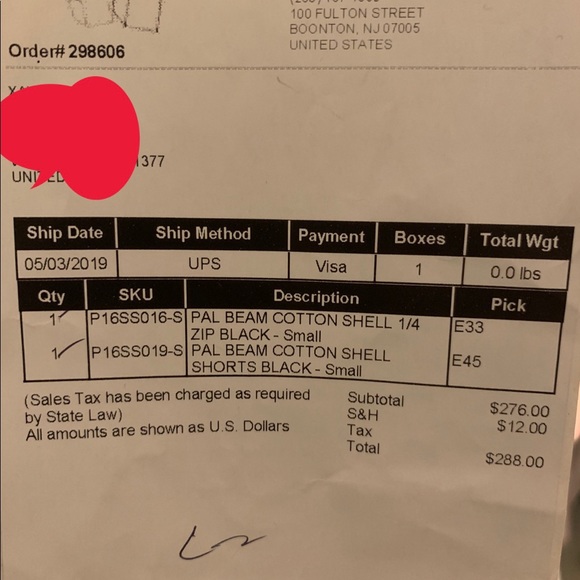 100 FULTON STREET
BOONTON, NJ 07005
UNITED STATES
Order# 298606
1377
Ship Date Ship Method Payment Boxes Total Wgt
05/03/2019 UPS Visa 1 0.0 lbs
Qty SKU Description Pick
1 P16SS016-S PAL BEAM COTTON SHELL 1/4 E33
ZIP BLACK - Small
1 P16SS019-S PAL BEAM COTTON SHELL E45
SHORTS BLACK - Small
(Sales Tax has been charged as required
by State Law)
All amounts are shown as U.S. Dollars
Subtotal $276.00
S&H $12.00
Tax
Total $288.00